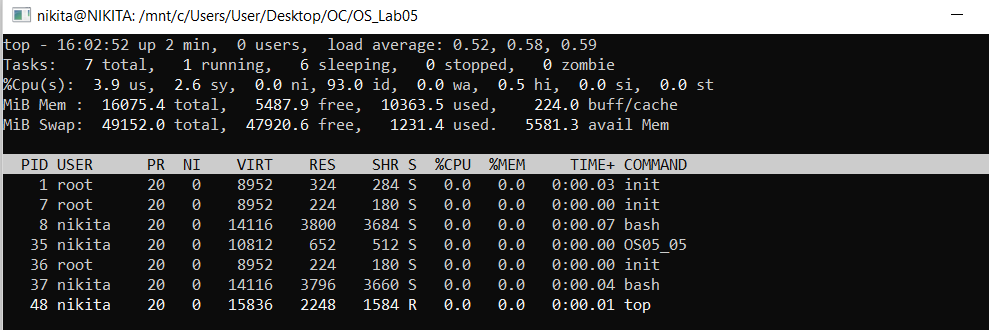 nikita@NIKITA: /mnt/c/Users/User/Desktop/OC/OS_Lab05
top - 16:02:52 up 2 min,  0 users,  load average: 0.52, 0.58, 0.59
Tasks:   7 total,   1 running,   6 sleeping,   0 stopped,   0 zombie
%Cpu(s):  3.9 us,  2.6 sy,  0.0 ni, 93.0 id,  0.0 wa,  0.5 hi,  0.0 si,  0.0 st
MiB Mem :  16075.4 total,   5487.9 free,  10363.5 used,    224.0 buff/cache
MiB Swap:  49152.0 total,  47920.6 free,   1231.4 used.   5581.3 avail Mem
PID USER      PR  NI    VIRT    RES    SHR S  %CPU  %MEM     TIME+ COMMAND
1 root      20   0    8952    324    284 S   0.0   0.0   0:00.03 init
7 root      20   0    8952    224    180 S   0.0   0.0   0:00.00 init
8 nikita    20   0   14116   3800   3684 S   0.0   0.0   0:00.07 bash
35 nikita    20   0   10812    652    512 S   0.0   0.0   0:00.00 OS05_05
36 root      20   0    8952    224    180 S   0.0   0.0   0:00.00 init
37 nikita    20   0   14116   3796   3660 S   0.0   0.0   0:00.04 bash
48 nikita    20   0   15836   2248   1584 R   0.0   0.0   0:00.01 top